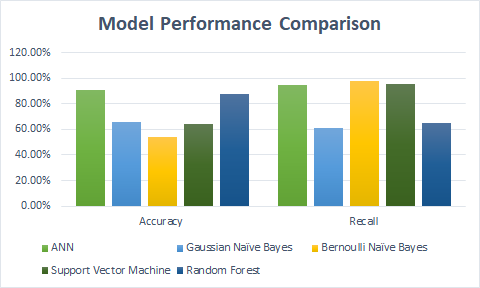 Model Performance Comparison
120.00%
100.00%
80.00%
60.00%
40.00%
20.00%
0.00%
Accuracy Recall
ANN Gaussian Naïve Bayes Bernoulli Naïve Bayes
Support Vector Machine Random Forest